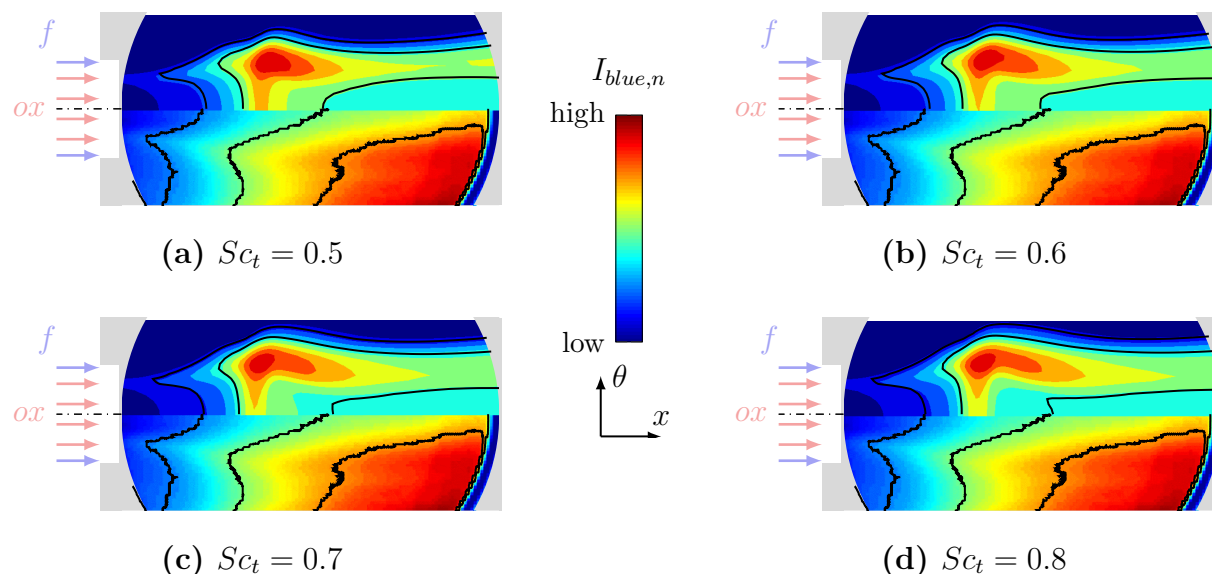 f
ox
(a) Sc_t = 0.5
I_{blue,n}
high
low
θ
x
f
ox
(b) Sc_t = 0.6
f
ox
(c) Sc_t = 0.7
f
ox
(d) Sc_t = 0.8